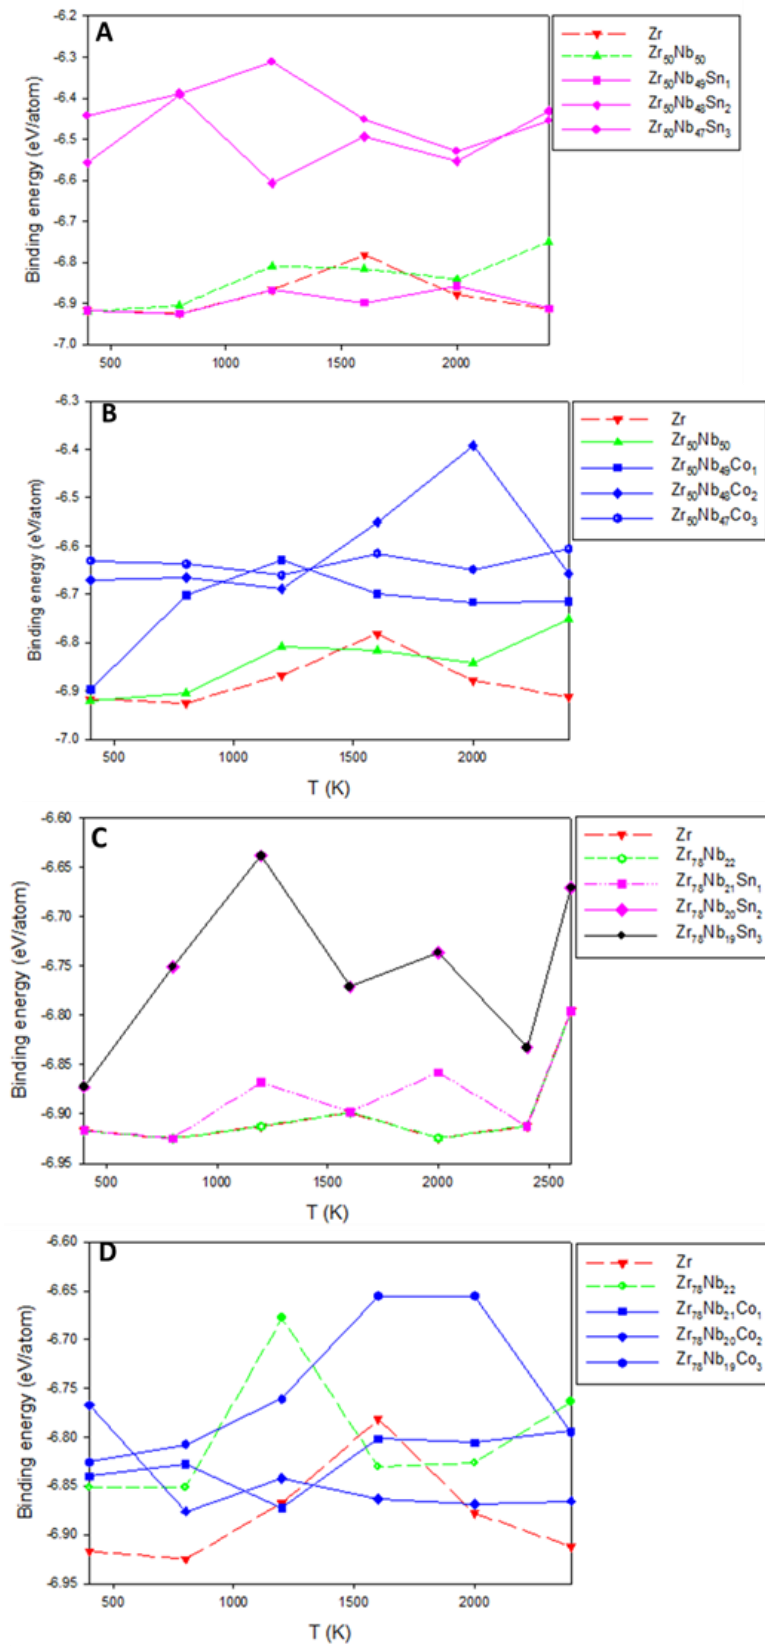 A
Binding energy (eV/atom)
-6.2
-6.3
-6.4
-6.5
-6.6
-6.7
-6.8
-6.9
-7.0
500 1000 1500 2000
Zr
Zr50Nb50
Zr50Nb49Sn1
Zr50Nb48Sn2
Zr50Nb47Sn3
B
Binding energy (eV/atom)
-6.3
-6.4
-6.5
-6.6
-6.7
-6.8
-6.9
-7.0
500 1000 1500 2000
T (K)
Zr
Zr50Nb50
Zr50Nb49Co1
Zr50Nb48Co2
Zr50Nb47Co3
C
Binding energy (eV/atom)
-6.60
-6.65
-6.70
-6.75
-6.80
-6.85
-6.90
-6.95
500 1000 1500 2000 2500
T (K)
Zr
Zr78Nb22
Zr78Nb21Sn1
Zr78Nb20Sn2
Zr78Nb19Sn3
D
Binding energy (eV/atom)
-6.60
-6.65
-6.70
-6.75
-6.80
-6.85
-6.90
-6.95
500 1000 1500 2000
T (K)
Zr
Zr78Nb22
Zr78Nb21Co1
Zr78Nb20Co2
Zr78Nb19Co3